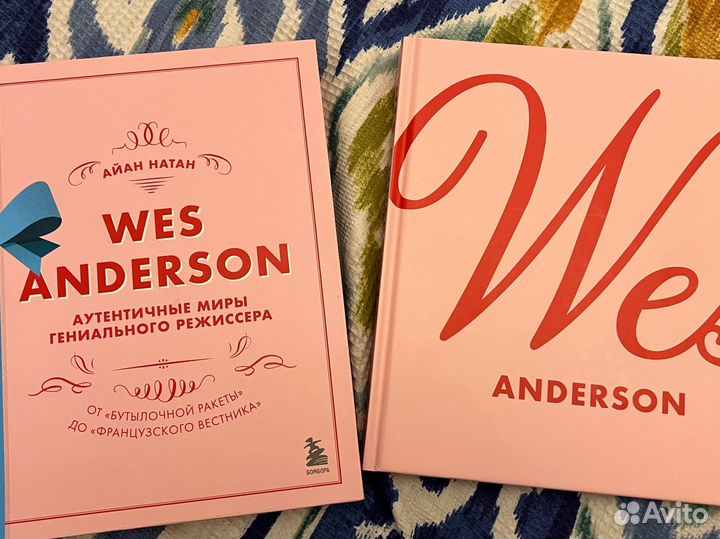 АЙАН НАТАН
WES
ANDERSON
АУТЕНТИЧНЫЕ МИРЫ
ГЕНИАЛЬНОГО РЕЖИССЕРА
ОТ «БУТЫЛОЧНОЙ РАКЕТЫ»
ДО «ФРАНЦУЗСКОГО ВЕСТНИКА»
БОМБОРА
Wes
ANDERSON
Avito